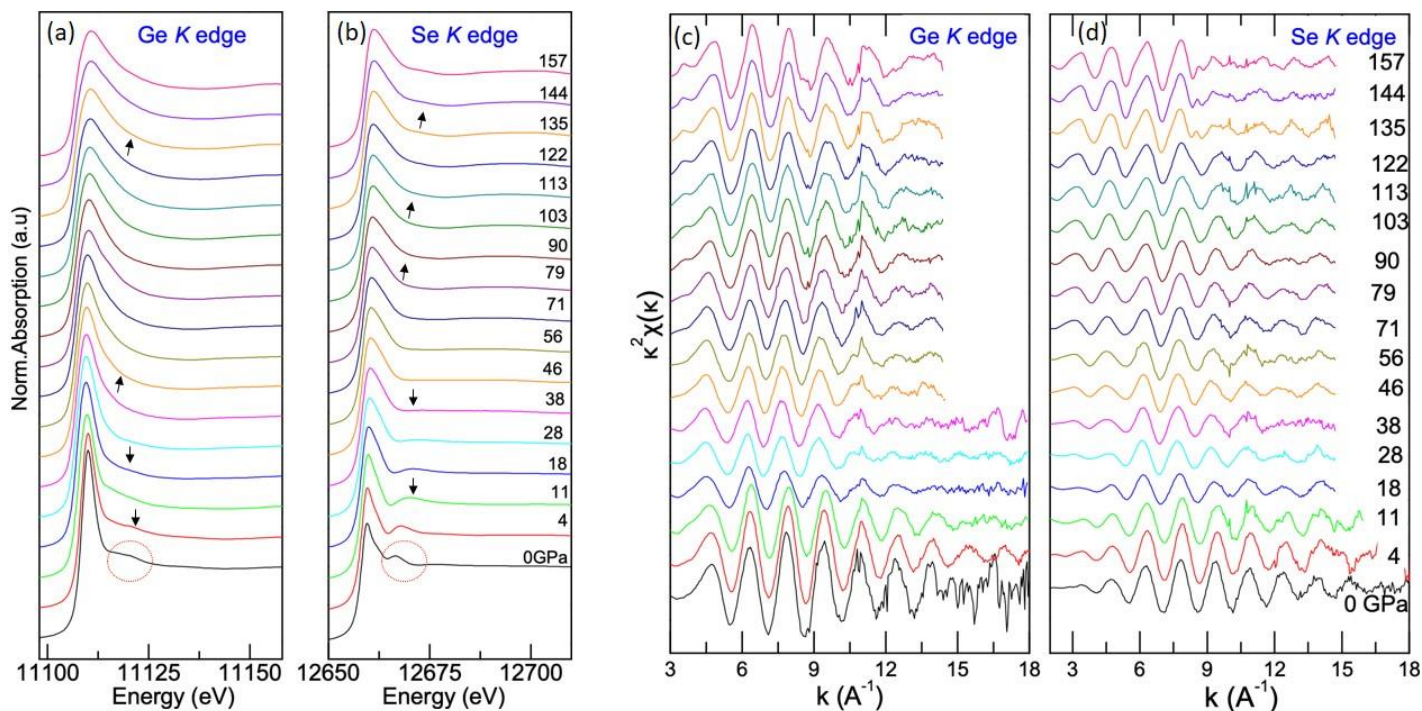 (a) Ge K edge
Norm.Absorption (a.u)
11100 11125 11150
Energy (eV)
(b) Se K edge
157
144
135
122
113
103
90
79
71
56
46
38
28
18
11
4
0GPa
12650 12675 12700
Energy (eV)
(c) Ge K edge
κ²χ(κ)
3 6 9 12 15 18
k (A⁻¹)
(d) Se K edge
157
144
135
122
113
103
90
79
71
56
46
38
28
18
11
4
0 GPa
3 6 9 12 15 18
k (A⁻¹)